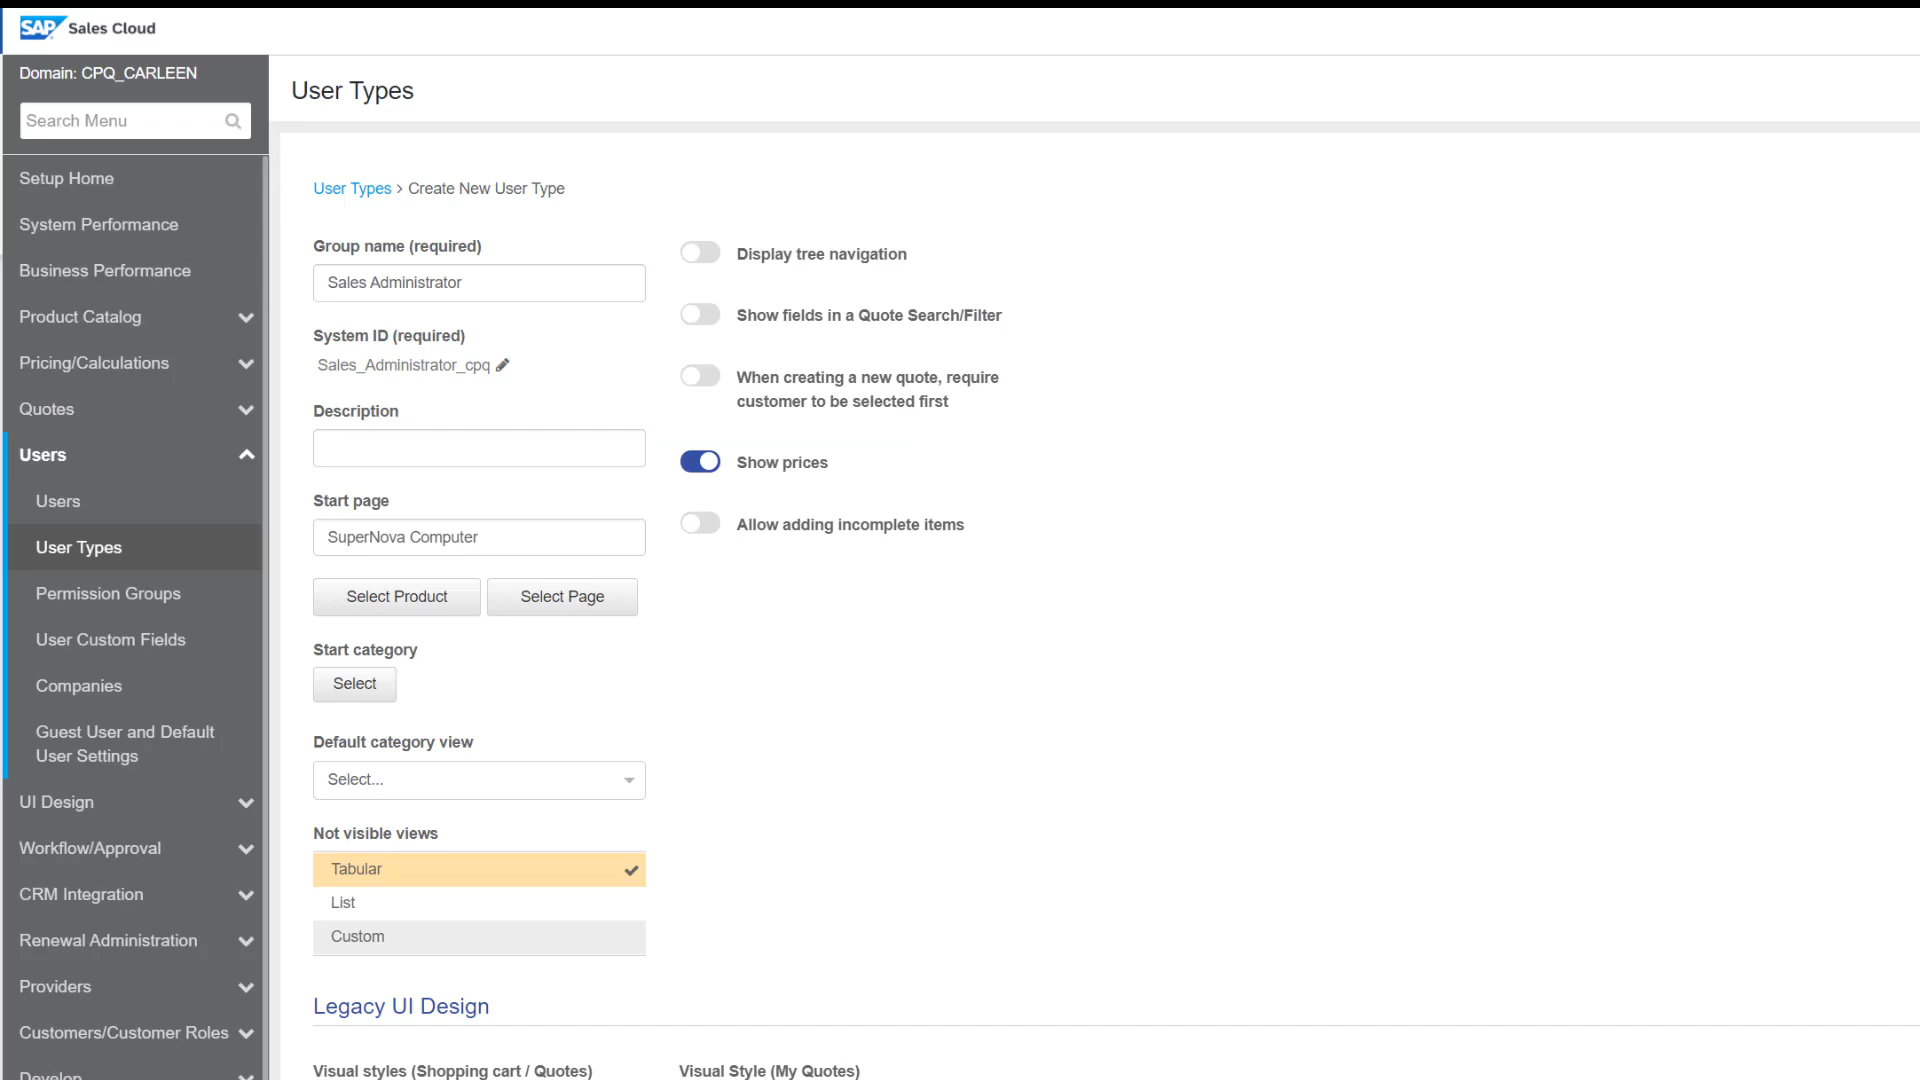 SAP Sales Cloud
Domain: CPQ_CARLEEN
Search Menu
Setup Home
System Performance
Business Performance
Product Catalog
Pricing/Calculations
Quotes
Users
Users
User Types
Permission Groups
User Custom Fields
Companies
Guest User and Default
User Settings
UI Design
Workflow/Approval
CRM Integration
Renewal Administration
Providers
Customers/Customer Roles
Develop
User Types
User Types > Create New User Type
Group name (required)
Sales Administrator
System ID (required)
Sales_Administrator_cpq
Description
Start page
SuperNova Computer
Select Product
Select Page
Start category
Select
Default category view
Select...
Not visible views
Tabular
List
Custom
Display tree navigation
Show fields in a Quote Search/Filter
When creating a new quote, require
customer to be selected first
Show prices
Allow adding incomplete items
Legacy UI Design
Visual styles (Shopping cart / Quotes)
Visual Style (My Quotes)